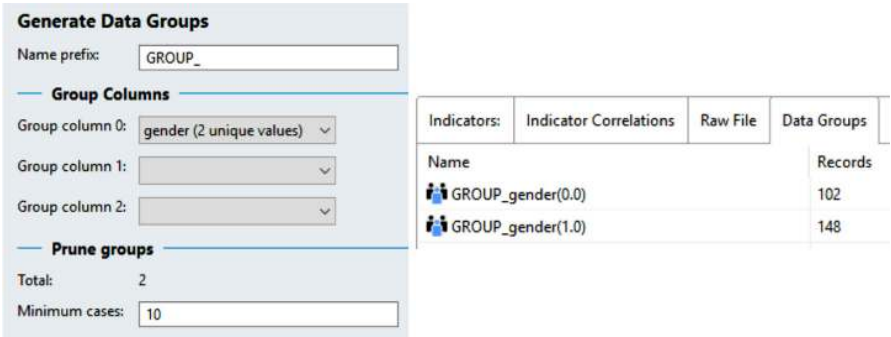 Generate Data Groups
Name prefix: GROUP_
Group Columns
Group column 0: gender (2 unique values)
Group column 1:
Group column 2:
Prune groups
Total: 2
Minimum cases: 10
Indicators: Indicator Correlations Raw File Data Groups
Name Records
GROUP_gender(0.0) 102
GROUP_gender(1.0) 148